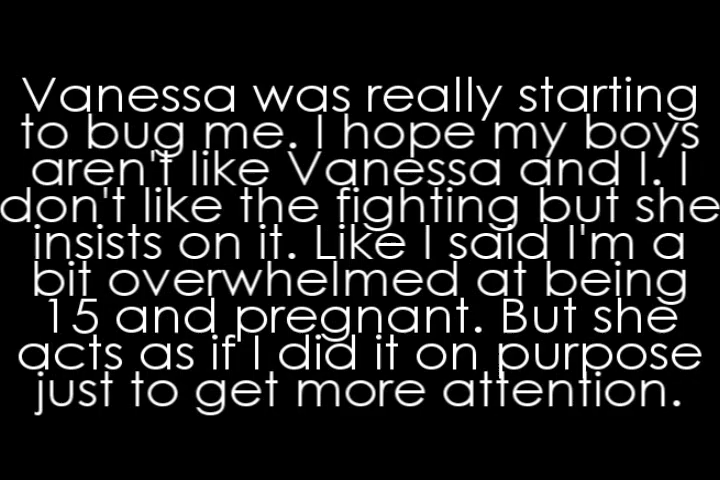 Vanessa was really starting
to bug me. I hope my boys
aren't like Vanessa and I. I
don't like the fighting but she
insists on it. Like I said I'm a
bit overwhelmed at being
15 and pregnant. But she
acts as if I did it on purpose
just to get more attention.